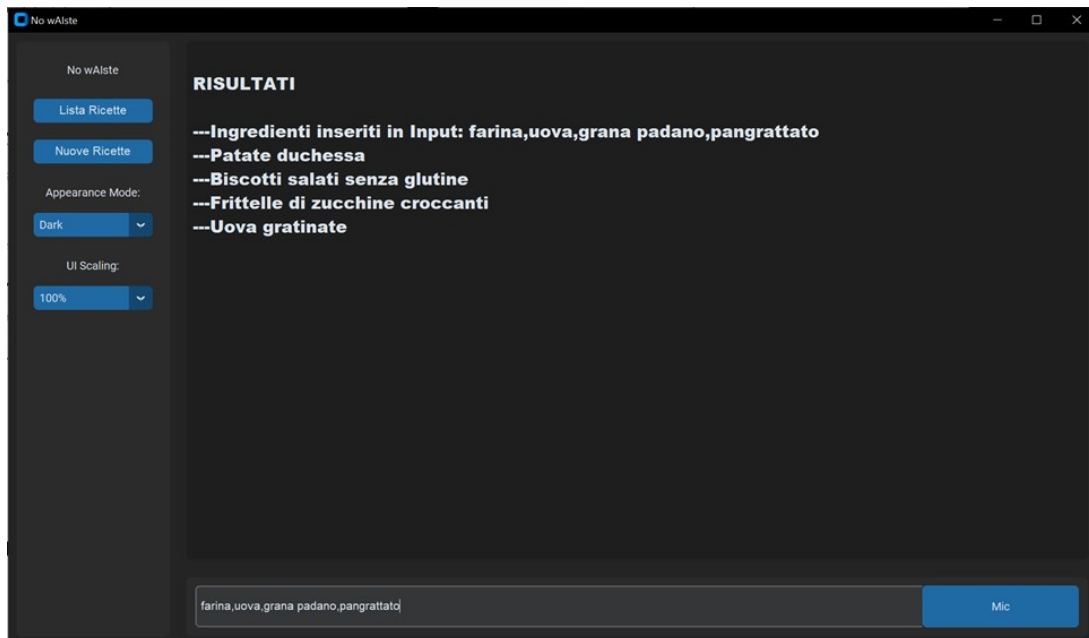 No wAIste
No wAIste
Lista Ricette
Nuove Ricette
Appearance Mode:
Dark
UI Scaling:
100%
RISULTATI
---Ingredienti inseriti in Input: farina,uova,grana padano,pangrattato
---Patate duchessa
---Biscotti salati senza glutine
---Frittelle di zucchine croccanti
---Uova gratinate
farina,uova,grana padano,pangrattato
Mic